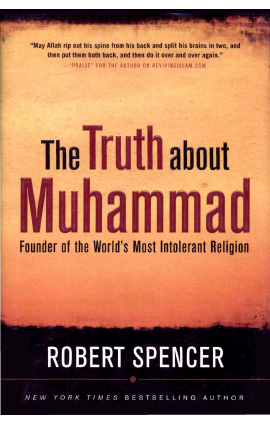 "May Allah rip out his spine from his back and split his brains in two, and
then put them both back, and then do it over and over again."
—"PRAISE" FOR THE AUTHOR ON REVIVINGISLAM.COM
The Truth about
Muhammad
Founder of the World's Most Intolerant Religion
ROBERT SPENCER
NEW YORK TIMES BESTSELLING AUTHOR